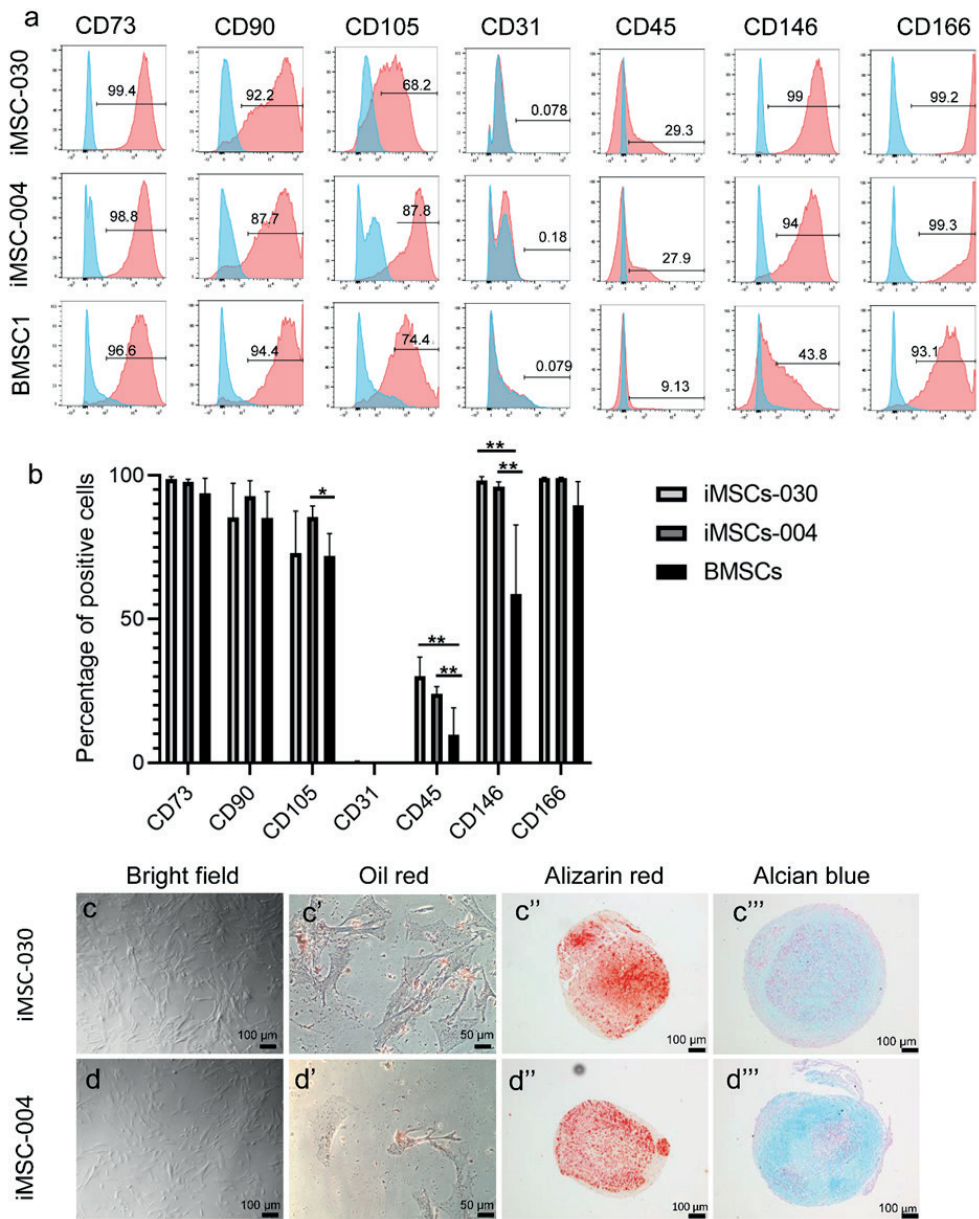 a
CD73 CD90 CD105 CD31 CD45 CD146 CD166
iMSC-030
99.4 92.2 68.2 0.078 29.3 99 99.2
iMSC-004
98.8 87.7 87.8 0.18 27.9 94 99.3
BMSC1
96.6 94.4 74.4 0.079 9.13 43.8 93.1
b
Percentage of positive cells
100
50
0
* ** ** ** **
CD73 CD90 CD105 CD31 CD45 CD146 CD166
iMSCs-030
iMSCs-004
BMSCs
Bright field Oil red Alizarin red Alcian blue
iMSC-030
c c' c'' c'''
100 µm 50 µm 100 µm 100 µm
iMSC-004
d d' d'' d'''
100 µm 50 µm 100 µm 100 µm